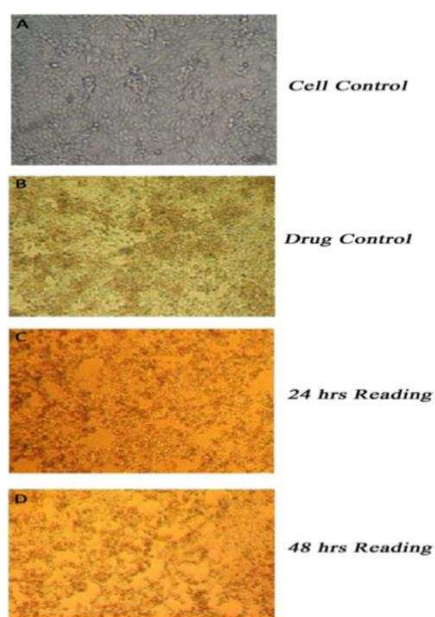 A
Cell Control
B
Drug Control
C
24 hrs Reading
D
48 hrs Reading